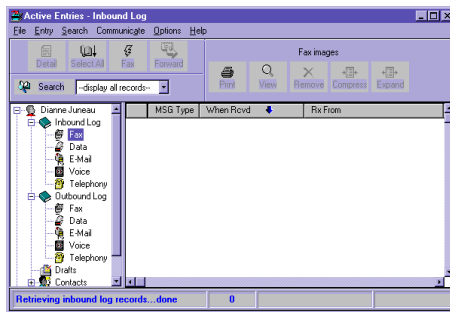 Active Entries - Inbound Log
File Entry Search Communicate Options Help
Detail Select All Fax Forward
Fax images
Print View Remove Compress Expand
Search --display all records--
MSG Type When Rcvd Rx From
Dianne Juneau
Inbound Log
Fax
Data
E-Mail
Voice
Telephony
Outbound Log
Fax
Data
E-Mail
Voice
Telephony
Drafts
Contacts
Retrieving inbound log records...done 0